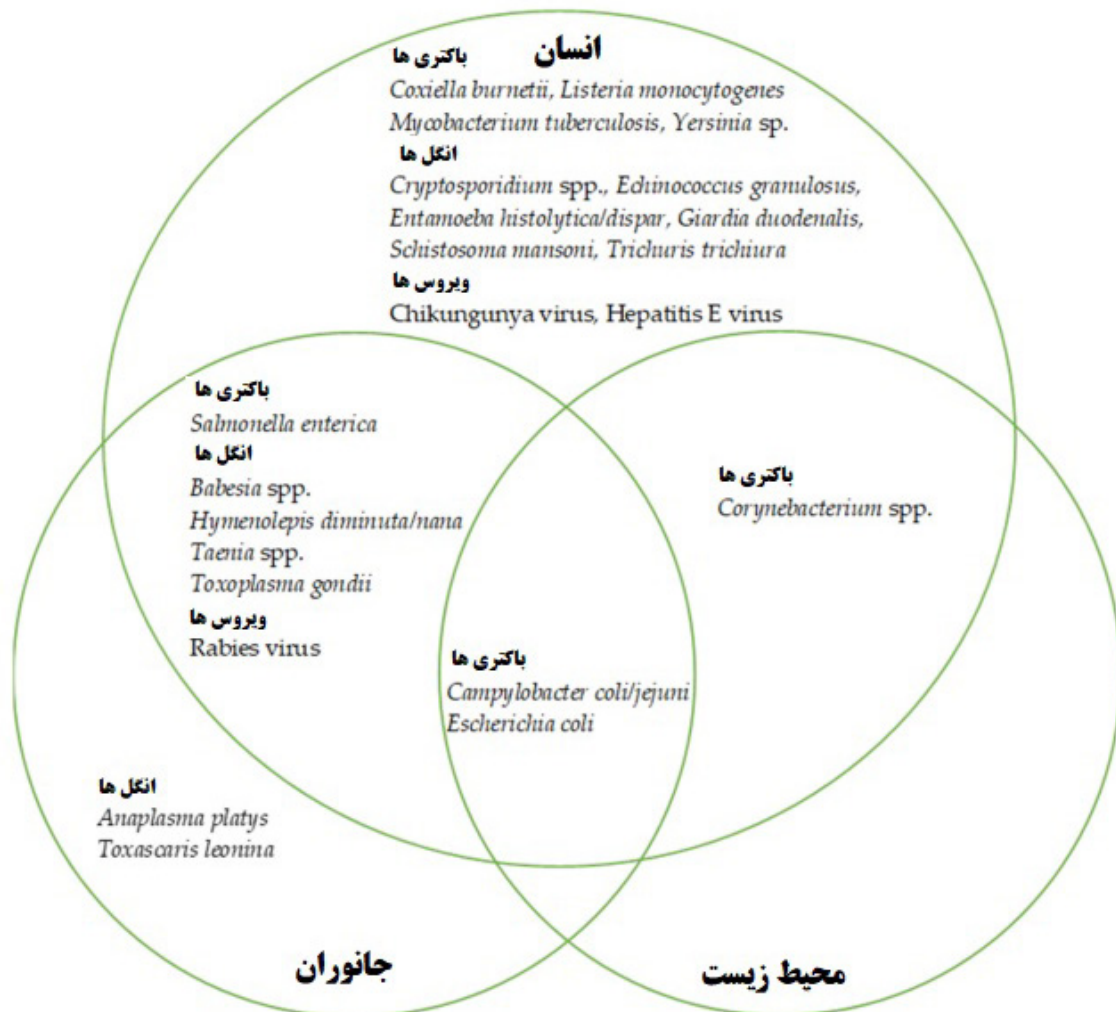 انسان
باکتری ها
Coxiella burnetii, Listeria monocytogenes
Mycobacterium tuberculosis, Yersinia sp.
انگل ها
Cryptosporidium spp., Echinococcus granulosus,
Entamoeba histolytica/dispar, Giardia duodenalis,
Schistosoma mansoni, Trichuris trichiura
ویروس ها
Chikungunya virus, Hepatitis E virus
باکتری ها
Salmonella enterica
انگل ها
Babesia spp.
Hymenolepis diminuta/nana
Taenia spp.
Toxoplasma gondii
ویروس ها
Rabies virus
باکتری ها
Corynebacterium spp.
باکتری ها
Campylobacter coli/jejuni
Escherichia coli
انگل ها
Anaplasma platys
Toxascaris leonina
جانوران
محیط زیست